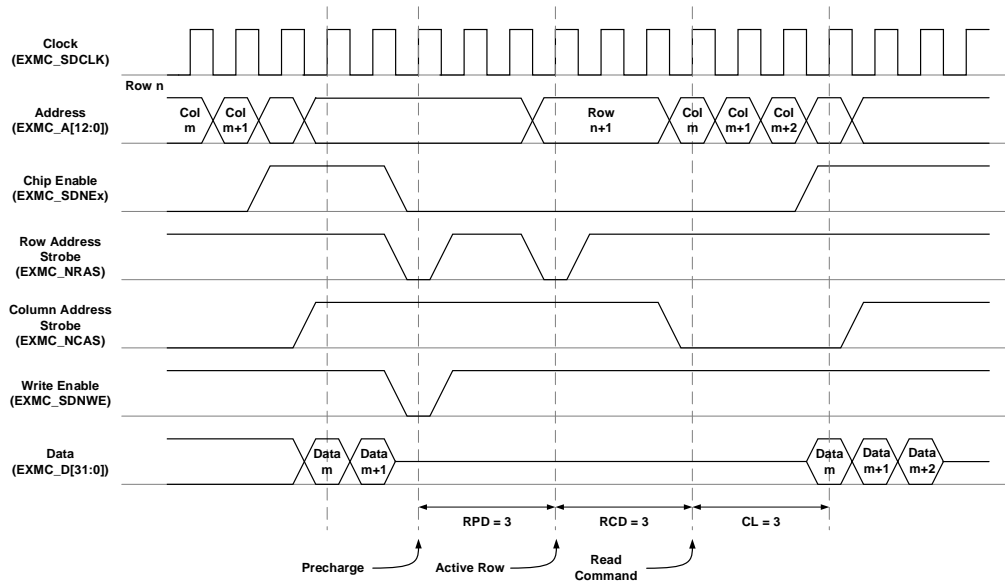 Clock
(EXMC_SDCLK)
Row n
Address
(EXMC_A[12:0])
Col
m
Col
m+1
Row
n+1
Col
m
Col
m+1
Col
m+2
Chip Enable
(EXMC_SDNEx)
Row Address
Strobe
(EXMC_NRAS)
Column Address
Strobe
(EXMC_NCAS)
Write Enable
(EXMC_SDNWE)
Data
(EXMC_D[31:0])
Data
m
Data
m+1
Data
m
Data
m+1
Data
m+2
RPD = 3
RCD = 3
CL = 3
Precharge
Active Row
Read
Command